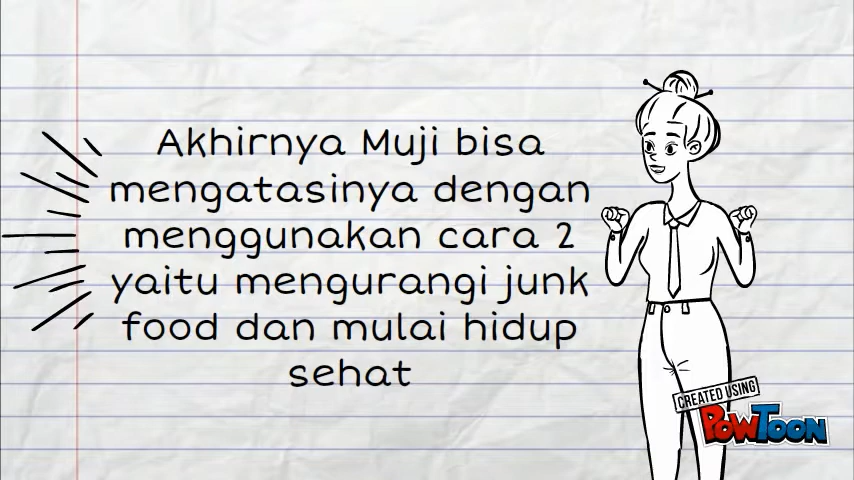 Akhirnya Muji bisa
mengatasinya dengan
menggunakan cara 2
yaitu mengurangi junk
food dan mulai hidup
sehat
CREATED USING
POWTOON